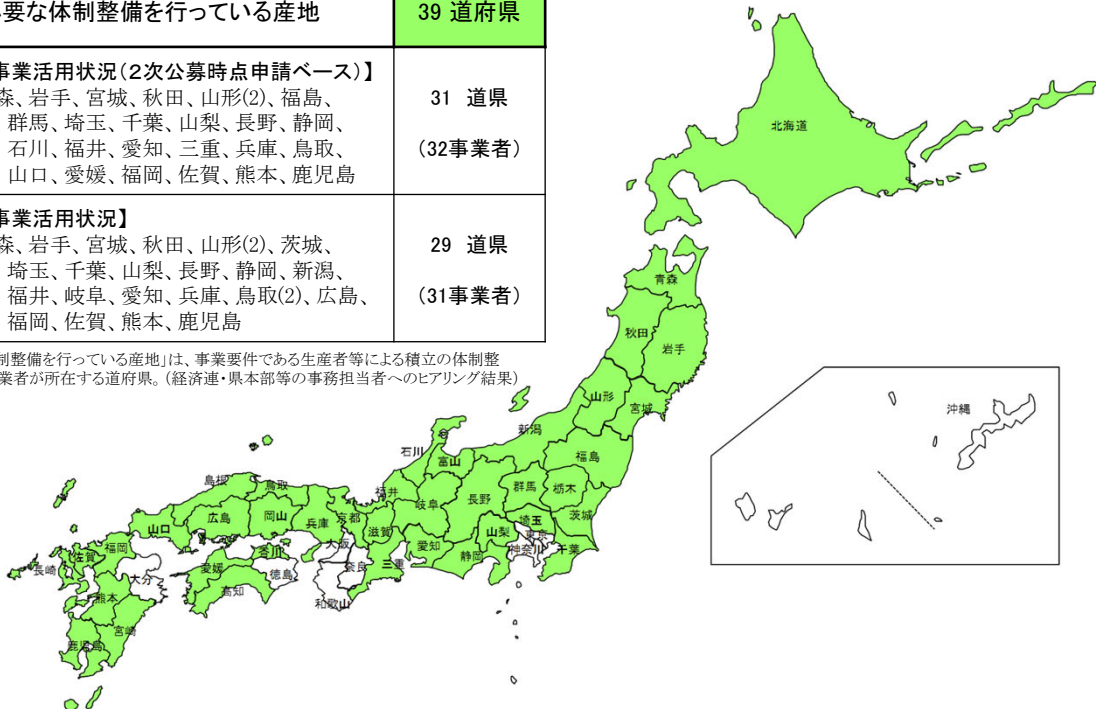 要な体制整備を行っている産地
39 道府県
事業活用状況(２次公募時点申請ベース)】
森、岩手、宮城、秋田、山形(2)、福島、
群馬、埼玉、千葉、山梨、長野、静岡、
石川、福井、愛知、三重、兵庫、鳥取、
山口、愛媛、福岡、佐賀、熊本、鹿児島
31 道県
(32事業者)
事業活用状況】
森、岩手、宮城、秋田、山形(2)、茨城、
埼玉、千葉、山梨、長野、静岡、新潟、
福井、岐阜、愛知、兵庫、鳥取(2)、広島、
福岡、佐賀、熊本、鹿児島
29 道県
(31事業者)
制整備を行っている産地」は、事業要件である生産者等による積立の体制整
業者が所在する道府県。(経済連・県本部等の事務担当者へのヒアリング結果)
北海道
青森
秋田
岩手
山形
宮城
新潟
福島
石川
富山
群馬
栃木
長野
茨城
福井
岐阜
埼玉
山梨
東京
神奈川
千葉
静岡
愛知
滋賀
三重
京都
大阪
奈良
和歌山
兵庫
鳥取
島根
岡山
広島
山口
香川
徳島
愛媛
高知
福岡
佐賀
長崎
大分
熊本
宮崎
鹿児島
沖縄